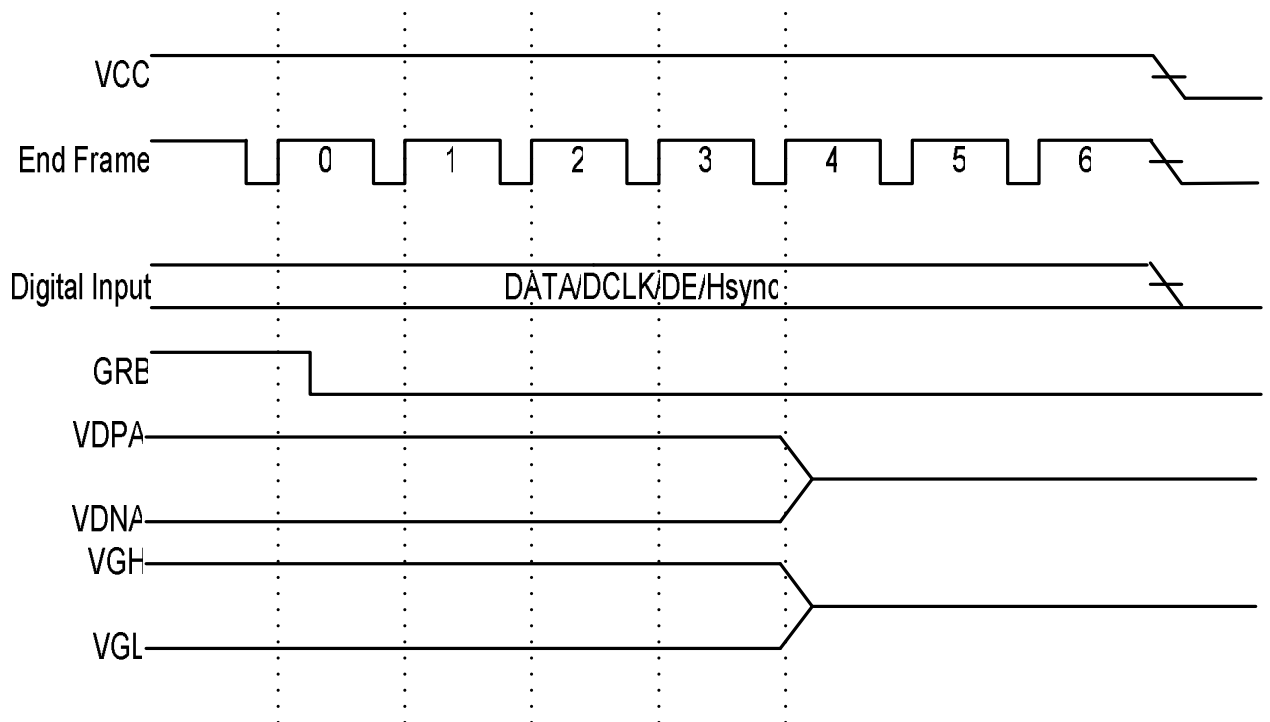 VCC
End Frame
0 1 2 3 4 5 6
Digital Input
DATA/DCLK/DE/Hsync
GRB
VDPA
VDNA
VGH
VGL